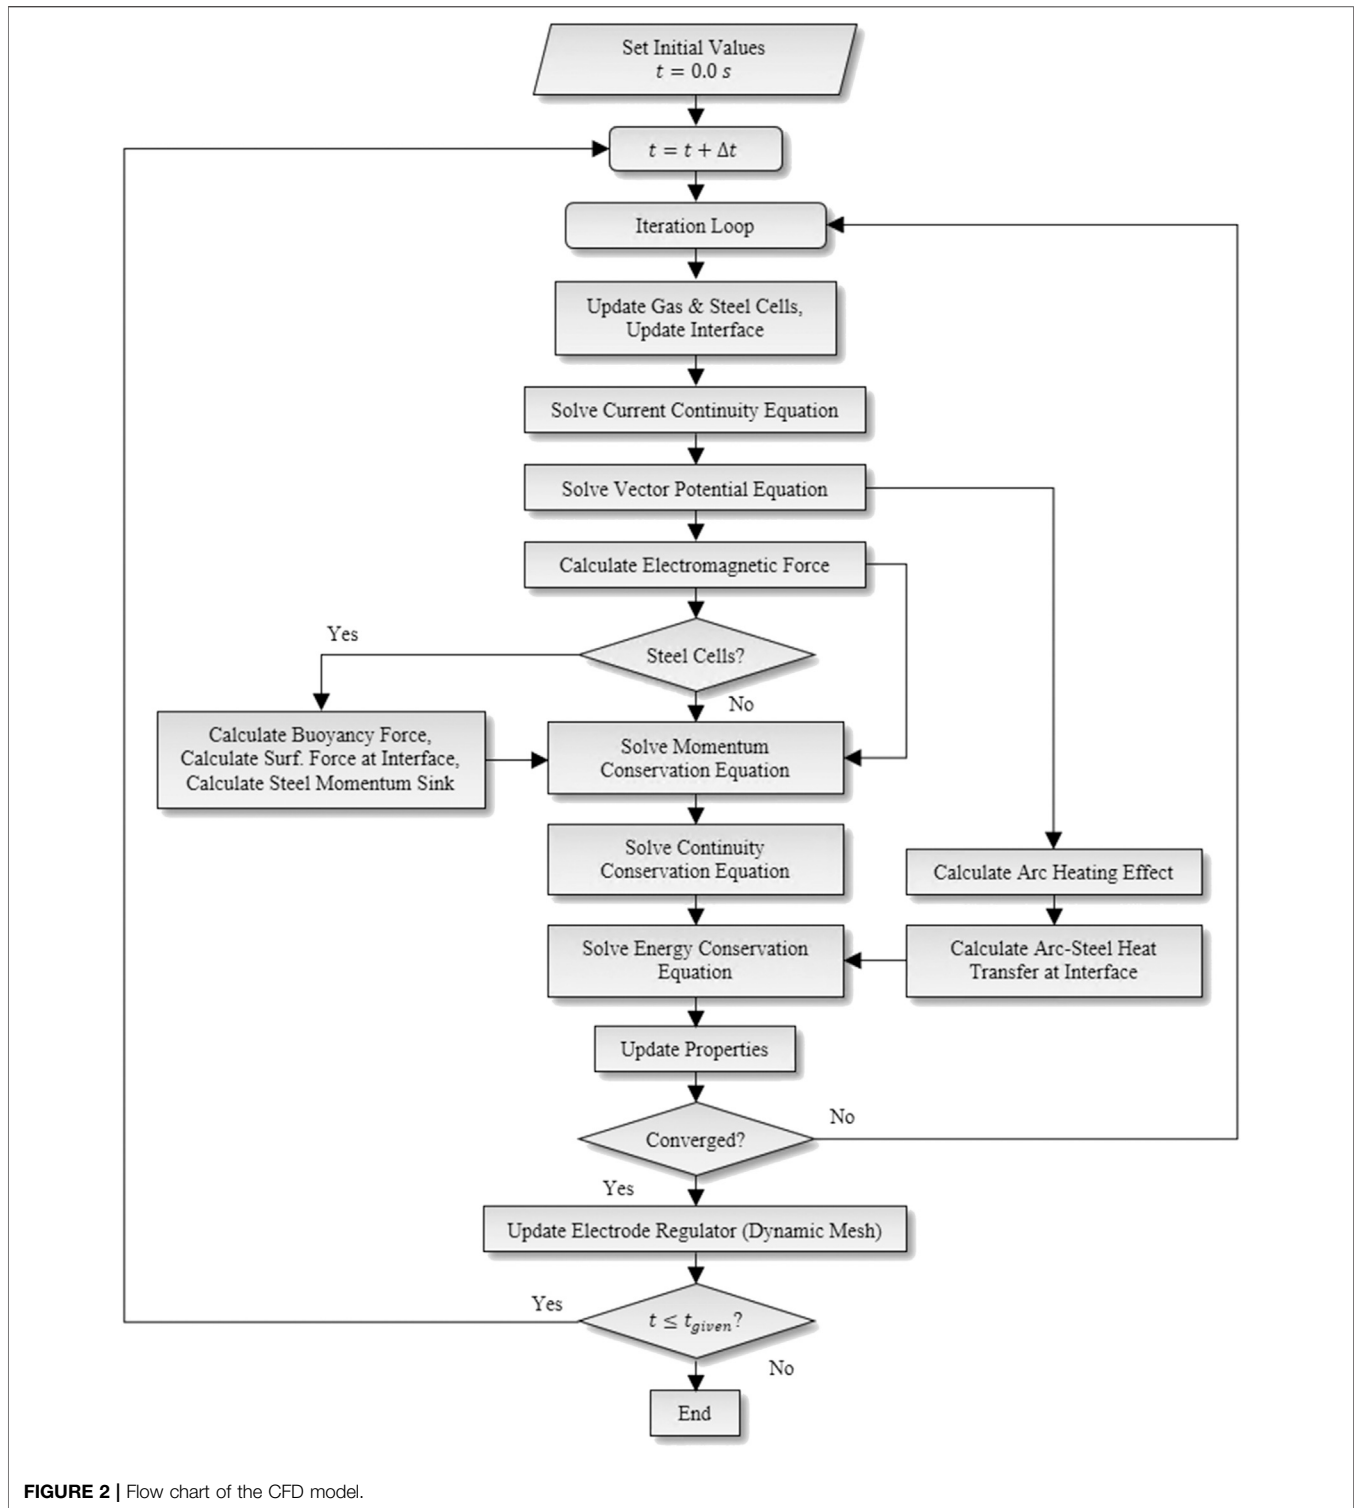 Set Initial Values
t = 0.0 s
t = t + Δt
Iteration Loop
Update Gas & Steel Cells,
Update Interface
Solve Current Continuity Equation
Solve Vector Potential Equation
Calculate Electromagnetic Force
Yes
Steel Cells?
No
Calculate Buoyancy Force,
Calculate Surf. Force at Interface,
Calculate Steel Momentum Sink
Solve Momentum
Conservation Equation
Solve Continuity
Conservation Equation
Calculate Arc Heating Effect
Solve Energy Conservation
Equation
Calculate Arc-Steel Heat
Transfer at Interface
Update Properties
Converged?
No
Yes
Update Electrode Regulator (Dynamic Mesh)
Yes
t ≤ t_given?
No
End
FIGURE 2 | Flow chart of the CFD model.